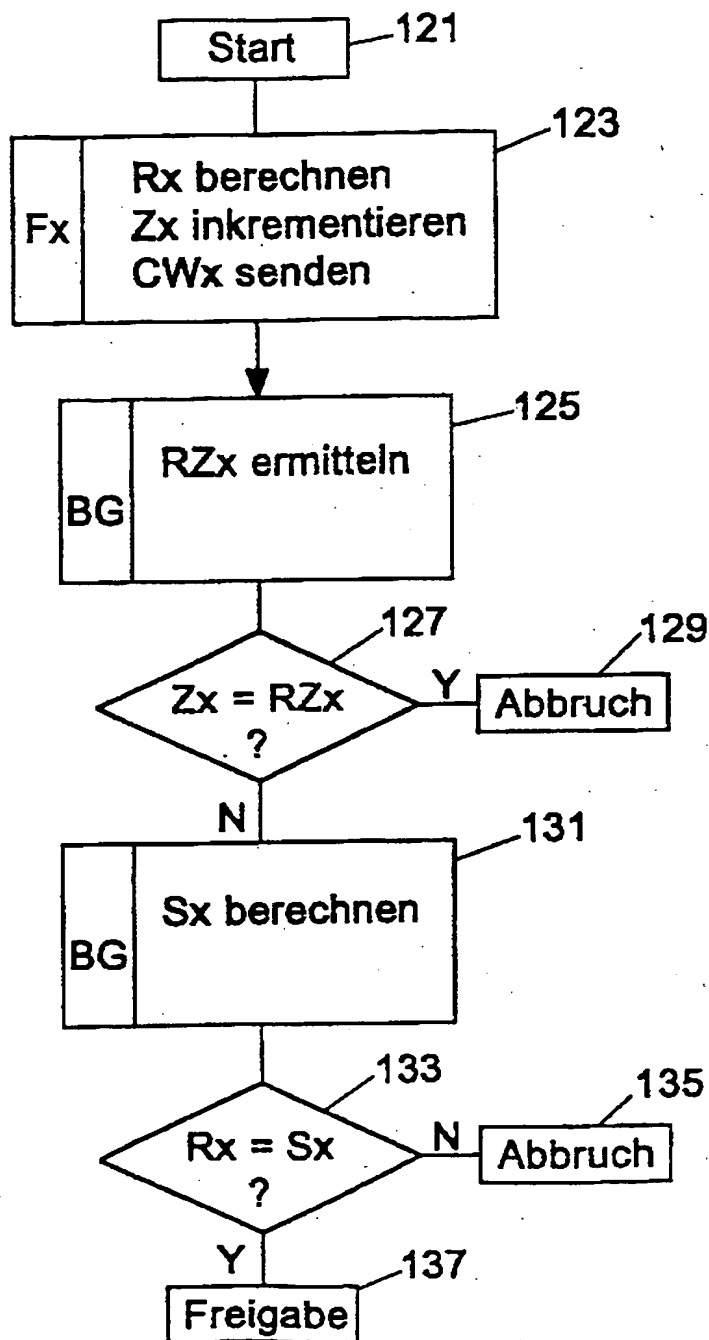 Start
121
123
Fx
Rx berechnen
Zx inkrementieren
CWx senden
125
RZx ermitteln
BG
127
129
Zx = RZx
?
Y
Abbruch
N
131
Sx berechnen
BG
133
135
Rx = Sx
?
N
Abbruch
Y
137
Freigabe